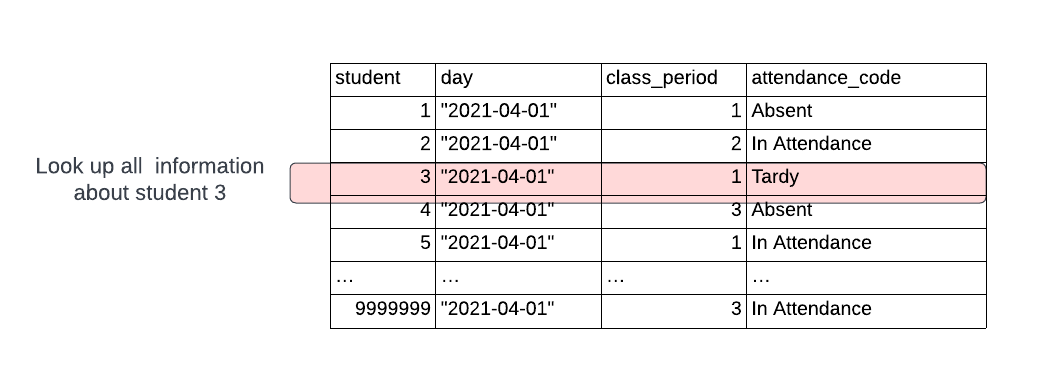 student day class_period attendance_code
1 "2021-04-01" 1 Absent
2 "2021-04-01" 2 In Attendance
Look up all  information
about student 3
3 "2021-04-01" 1 Tardy
4 "2021-04-01" 3 Absent
5 "2021-04-01" 1 In Attendance
... ... ... ...
9999999 "2021-04-01" 3 In Attendance